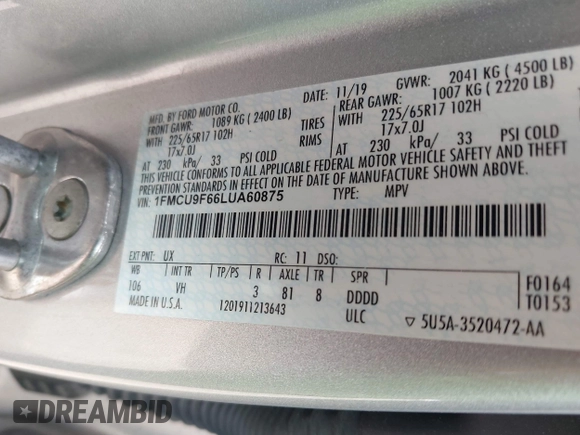 MFD. BY FORD MOTOR CO.
DATE: 11/19 GVWR: 2041 KG ( 4500 LB)
FRONT GAWR: 1089 KG ( 2400 LB) REAR GAWR: 1007 KG ( 2220 LB)
WITH 225/65R17 102H TIRES WITH 225/65R17 102H
17x7.0J RIMS 17x7.0J
AT 230 kPa/ 33 PSI COLD AT 230 kPa/ 33 PSI COLD
THIS VEHICLE CONFORMS TO ALL APPLICABLE FEDERAL MOTOR VEHICLE SAFETY AND THEFT
PREVENTION STANDARDS IN EFFECT ON THE DATE OF MANUFACTURE SHOWN ABOVE.
VIN: 1FMCU9F66LUA60875 TYPE: MPV
EXT PNT: UX RC: 11 DSO:
WB INT TR TP/PS R AXLE TR SPR
106 VH 3 81 8 DDDD
F0164
T0153
MADE IN U.S.A. 1201911213643 ULC ▽ 5U5A-3520472-AA
DREAMBID